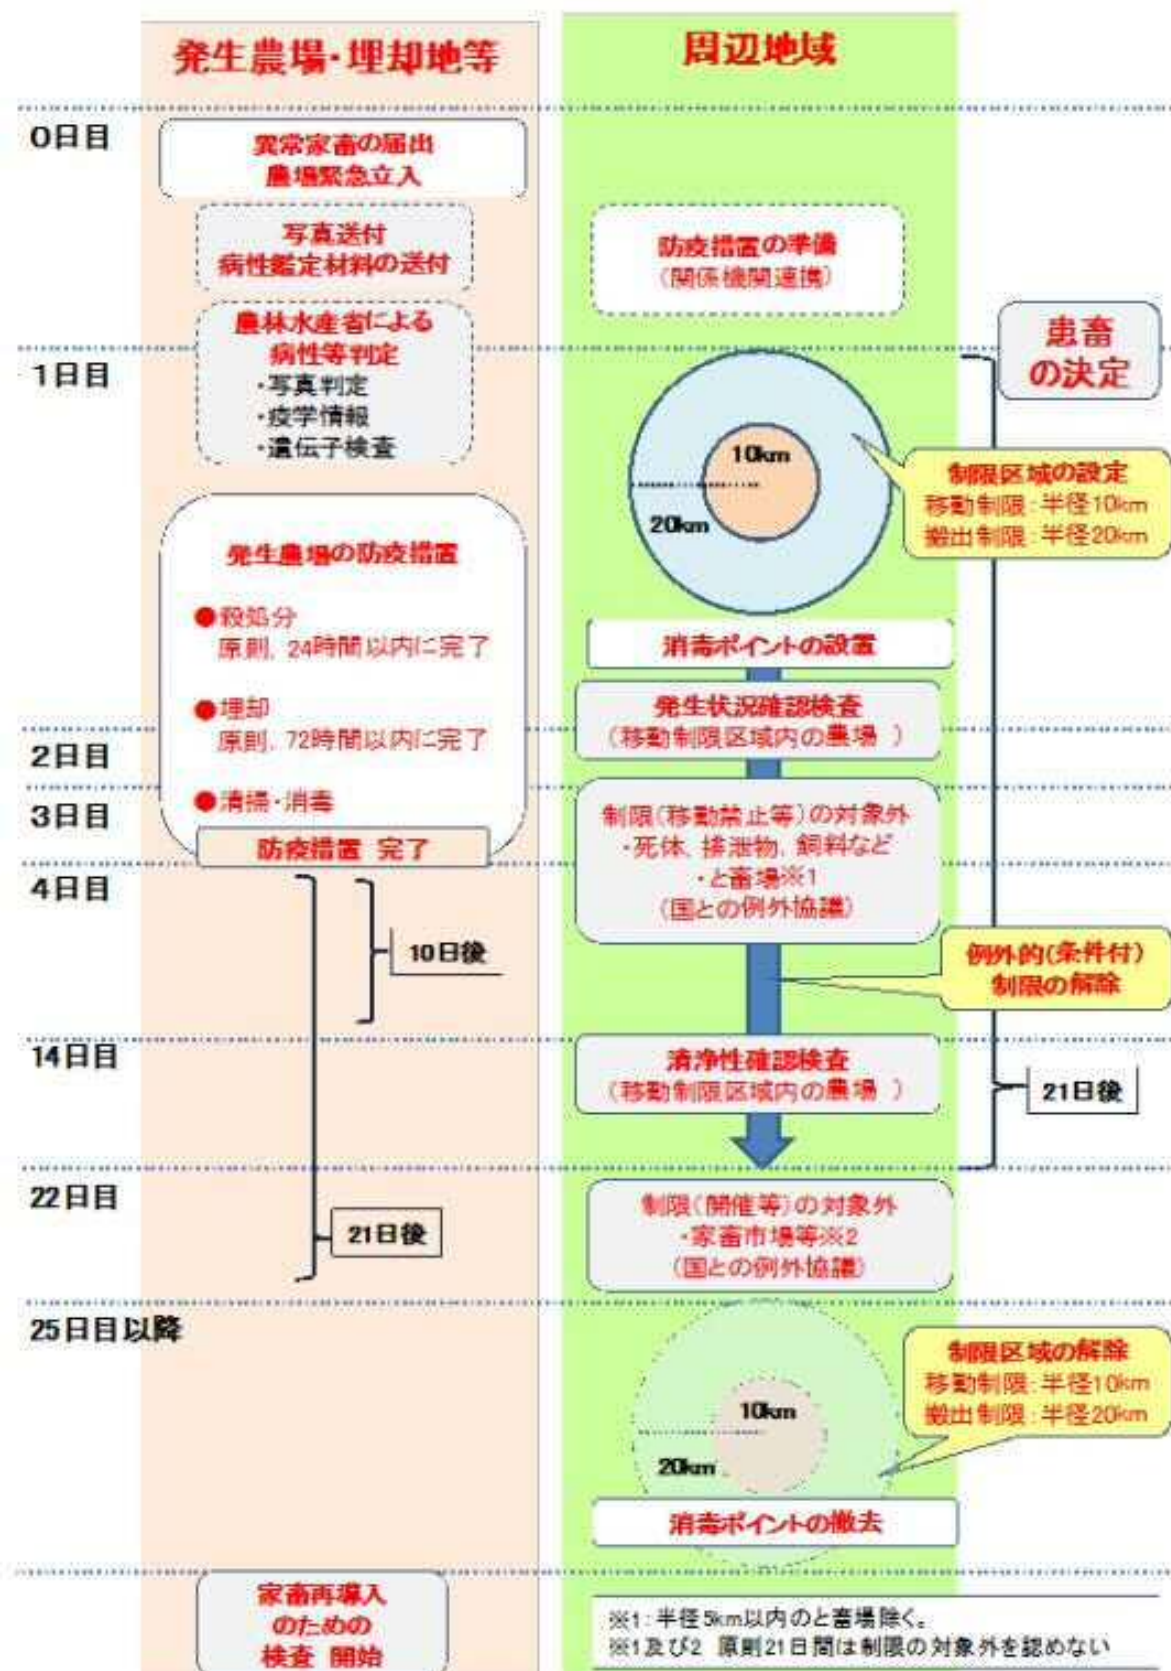 発生農場・埋却地等
周辺地域
0日目
異常家畜の届出
農場緊急立入
写真送付
病性鑑定材料の送付
防疫措置の準備
(関係機関連携)
農林水産省による
病性等判定
・写真判定
・疫学情報
・遺伝子検査
患畜
の決定
1日目
10km
20km
制限区域の設定
移動制限：半径10km
搬出制限：半径20km
発生農場の防疫措置
●殺処分
原則、24時間以内に完了
●埋却
原則、72時間以内に完了
●清掃・消毒
防疫措置 完了
消毒ポイントの設置
発生状況確認検査
(移動制限区域内の農場 )
2日目
3日目
制限(移動禁止等)の対象外
・死体、排泄物、飼料など
・と畜場※1
(国との例外協議)
4日目
10日後
例外的(条件付)
制限の解除
14日目
清浄性確認検査
(移動制限区域内の農場 )
21日後
22日目
21日後
制限(開催等)の対象外
・家畜市場等※2
(国との例外協議)
25日目以降
10km
20km
制限区域の解除
移動制限：半径10km
搬出制限：半径20km
消毒ポイントの撤去
家畜再導入
のための
検査 開始
※1：半径5km以内のと畜場除く。
※1及び2 原則21日間は制限の対象外を認めない